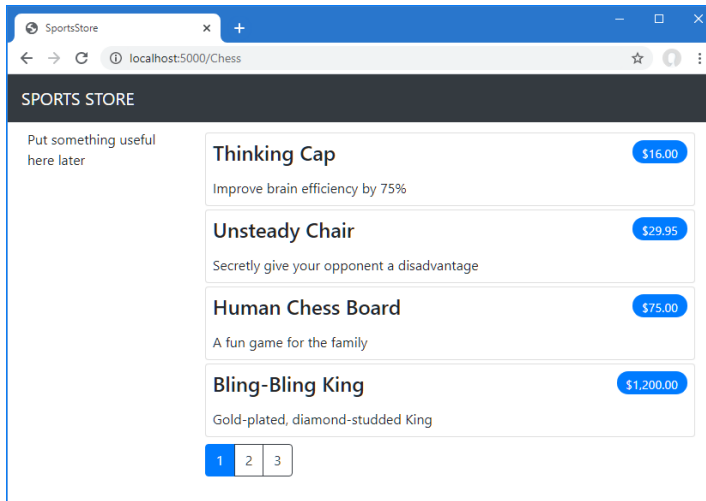 SportsStore
localhost:5000/Chess
SPORTS STORE
Put something useful
here later
Thinking Cap
$16.00
Improve brain efficiency by 75%
Unsteady Chair
$29.95
Secretly give your opponent a disadvantage
Human Chess Board
$75.00
A fun game for the family
Bling-Bling King
$1,200.00
Gold-plated, diamond-studded King
1 2 3